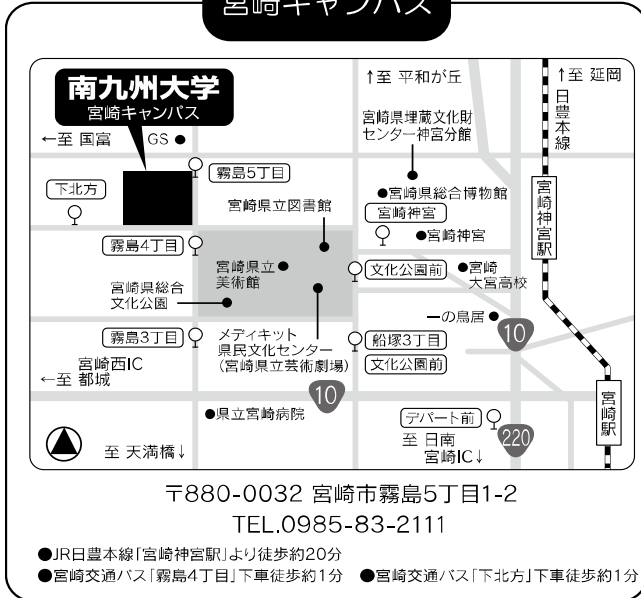 宮崎キャンパス
南九州大学
宮崎キャンパス
←至 国富
GS
↑至 平和が丘
↑至 延岡
日豊本線
宮崎県埋蔵文化財
センター神宮分館
下北方
霧島5丁目
宮崎県総合博物館
宮崎神宮駅
宮崎県立図書館
宮崎神宮
宮崎神宮
霧島4丁目
宮崎県立
美術館
文化公園前
宮崎
大宮高校
宮崎県総合
文化公園
一の鳥居
10
霧島3丁目
メディキット
県民文化センター
(宮崎県立芸術劇場)
船塚3丁目
文化公園前
宮崎西IC
←至 都城
10
宮崎駅
県立宮崎病院
デパート前
220
至 天満橋↓
至 日南
宮崎IC↓
〒880-0032 宮崎市霧島5丁目1-2
TEL.0985-83-2111
●JR日豊本線「宮崎神宮駅」より徒歩約20分
●宮崎交通バス「霧島4丁目」下車徒歩約1分 ●宮崎交通バス「下北方」下車徒歩約1分